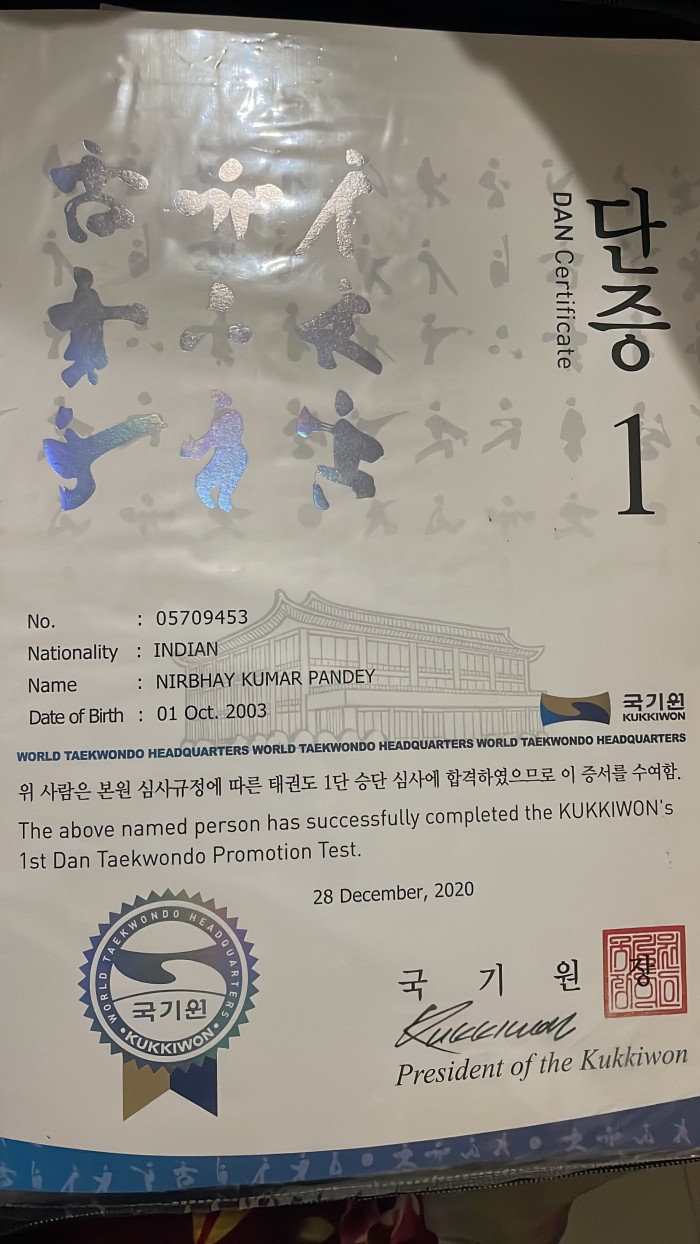 단증 1
DAN Certificate
No. : 05709453
Nationality : INDIAN
Name : NIRBHAY KUMAR PANDEY
Date of Birth : 01 Oct. 2003
국기원
KUKKIWON
WORLD TAEKWONDO HEADQUARTERS WORLD TAEKWONDO HEADQUARTERS WORLD TAEKWONDO HEADQUARTERS
위 사람은 본원 심사규정에 따른 태권도 1단 승단 심사에 합격하였으므로 이 증서를 수여함.
The above named person has successfully completed the KUKKIWON's
1st Dan Taekwondo Promotion Test.
28 December, 2020
WORLD TAEKWONDO HEADQUARTERS
국기원
KUKKIWON
국 기 원 장
Kukkiwon
President of the Kukkiwon